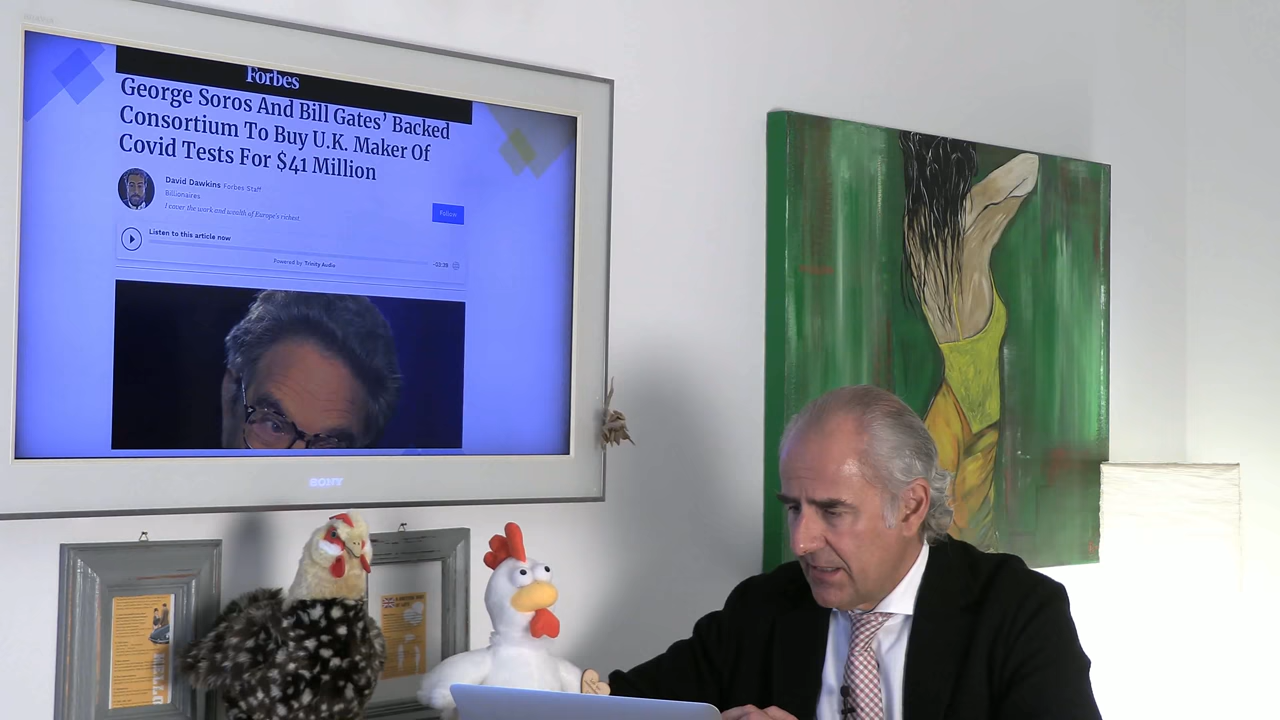 Forbes
George Soros And Bill Gates' Backed
Consortium To Buy U.K. Maker Of
Covid Tests For $41 Million
David Dawkins Forbes Staff
Billionaires
I cover the work and wealth of Europe's richest.
Follow
Listen to this article now
Powered by Trinity Audio
-03:38
SONY